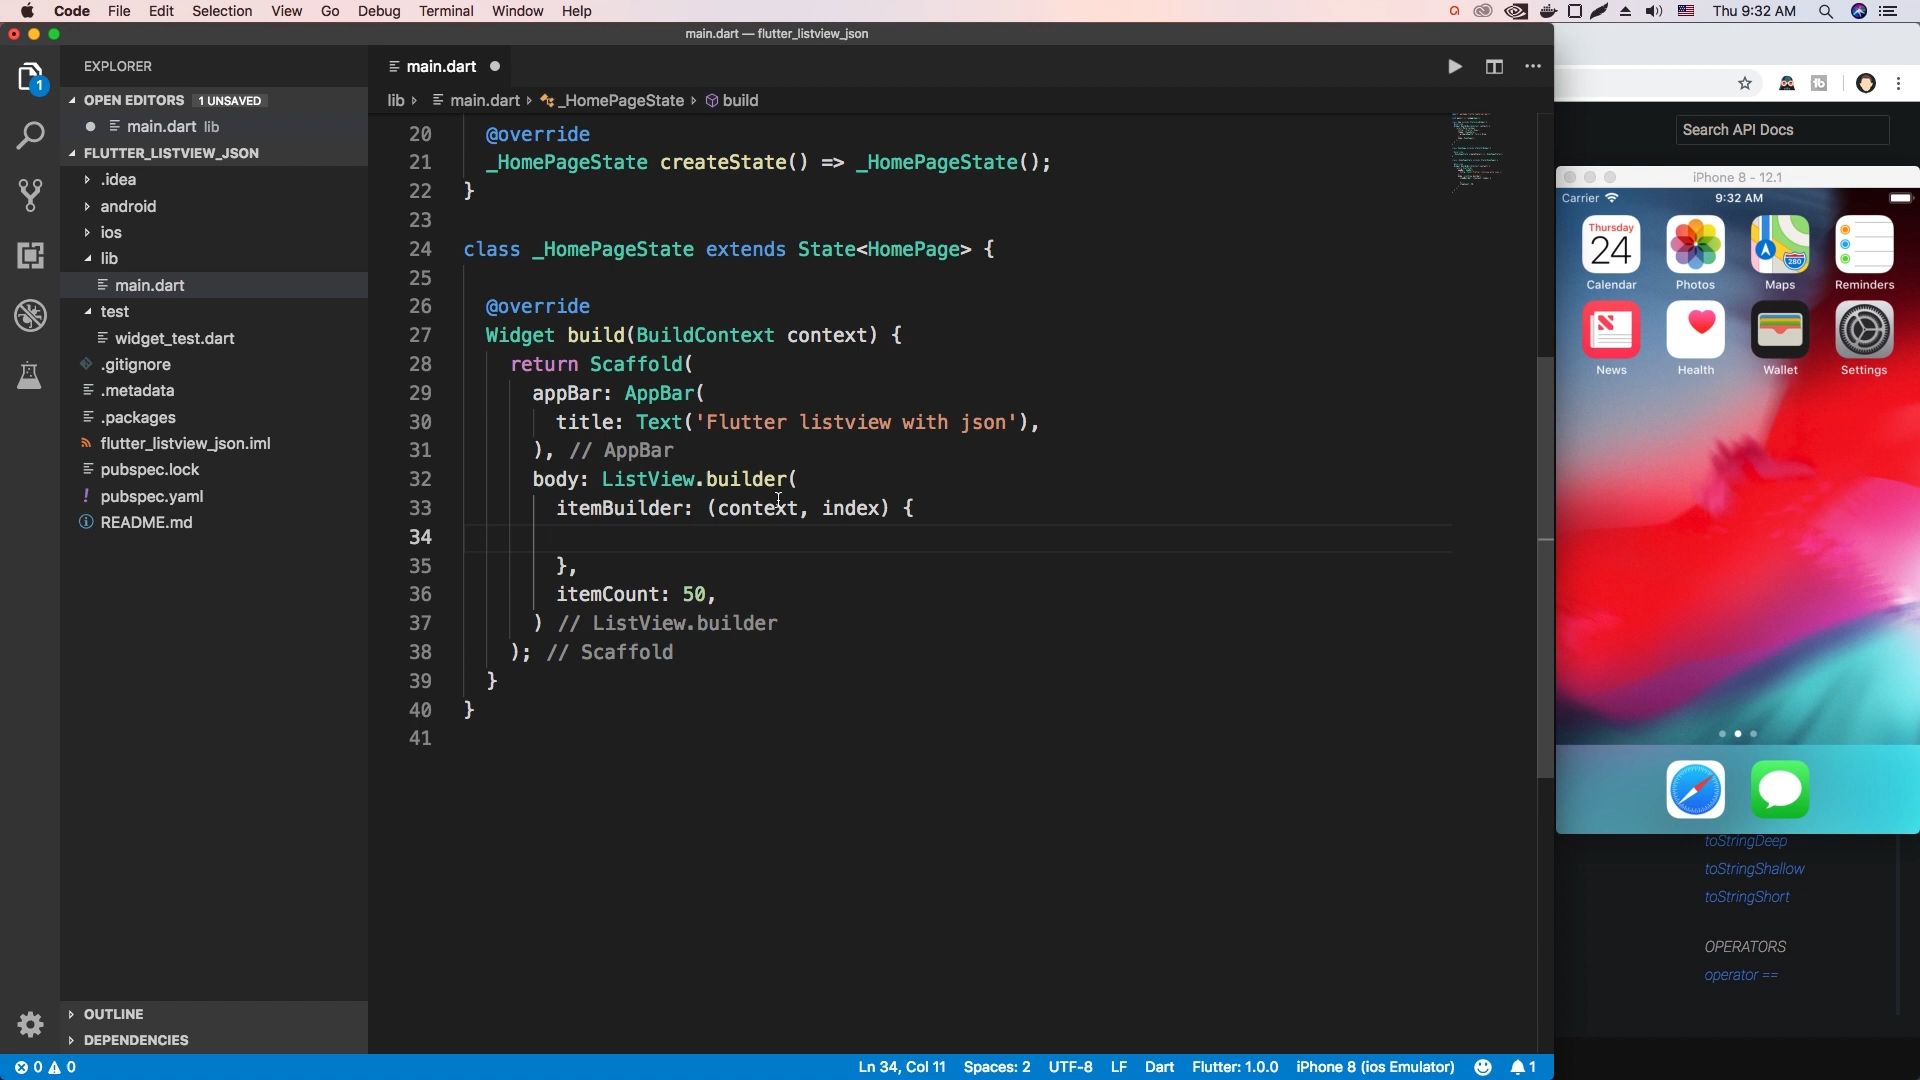 Code File Edit Selection View Go Debug Terminal Window Help
Thu 9:32 AM
main.dart — flutter_listview_json
EXPLORER
OPEN EDITORS 1 UNSAVED
main.dart lib
FLUTTER_LISTVIEW_JSON
.idea
android
ios
lib
main.dart
test
widget_test.dart
.gitignore
.metadata
.packages
flutter_listview_json.iml
pubspec.lock
! pubspec.yaml
README.md
OUTLINE
DEPENDENCIES
1
main.dart
lib main.dart _HomePageState build
20 @override
21 _HomePageState createState() => _HomePageState();
22 }
23
24 class _HomePageState extends State<HomePage> {
25
26 @override
27 Widget build(BuildContext context) {
28 return Scaffold(
29 appBar: AppBar(
30 title: Text('Flutter listview with json'),
31 ), // AppBar
32 body: ListView.builder(
33 itemBuilder: (context, index) {
34
35 },
36 itemCount: 50,
37 ) // ListView.builder
38 ); // Scaffold
39 }
40 }
41
0 0
Ln 34, Col 11 Spaces: 2 UTF-8 LF Dart Flutter: 1.0.0 iPhone 8 (ios Emulator) 1
Search API Docs
iPhone 8 - 12.1
Carrier 9:32 AM
Thursday
24
280
Calendar Photos Maps Reminders
News Health Wallet Settings
toStringDeep
toStringShallow
toStringShort
OPERATORS
operator ==